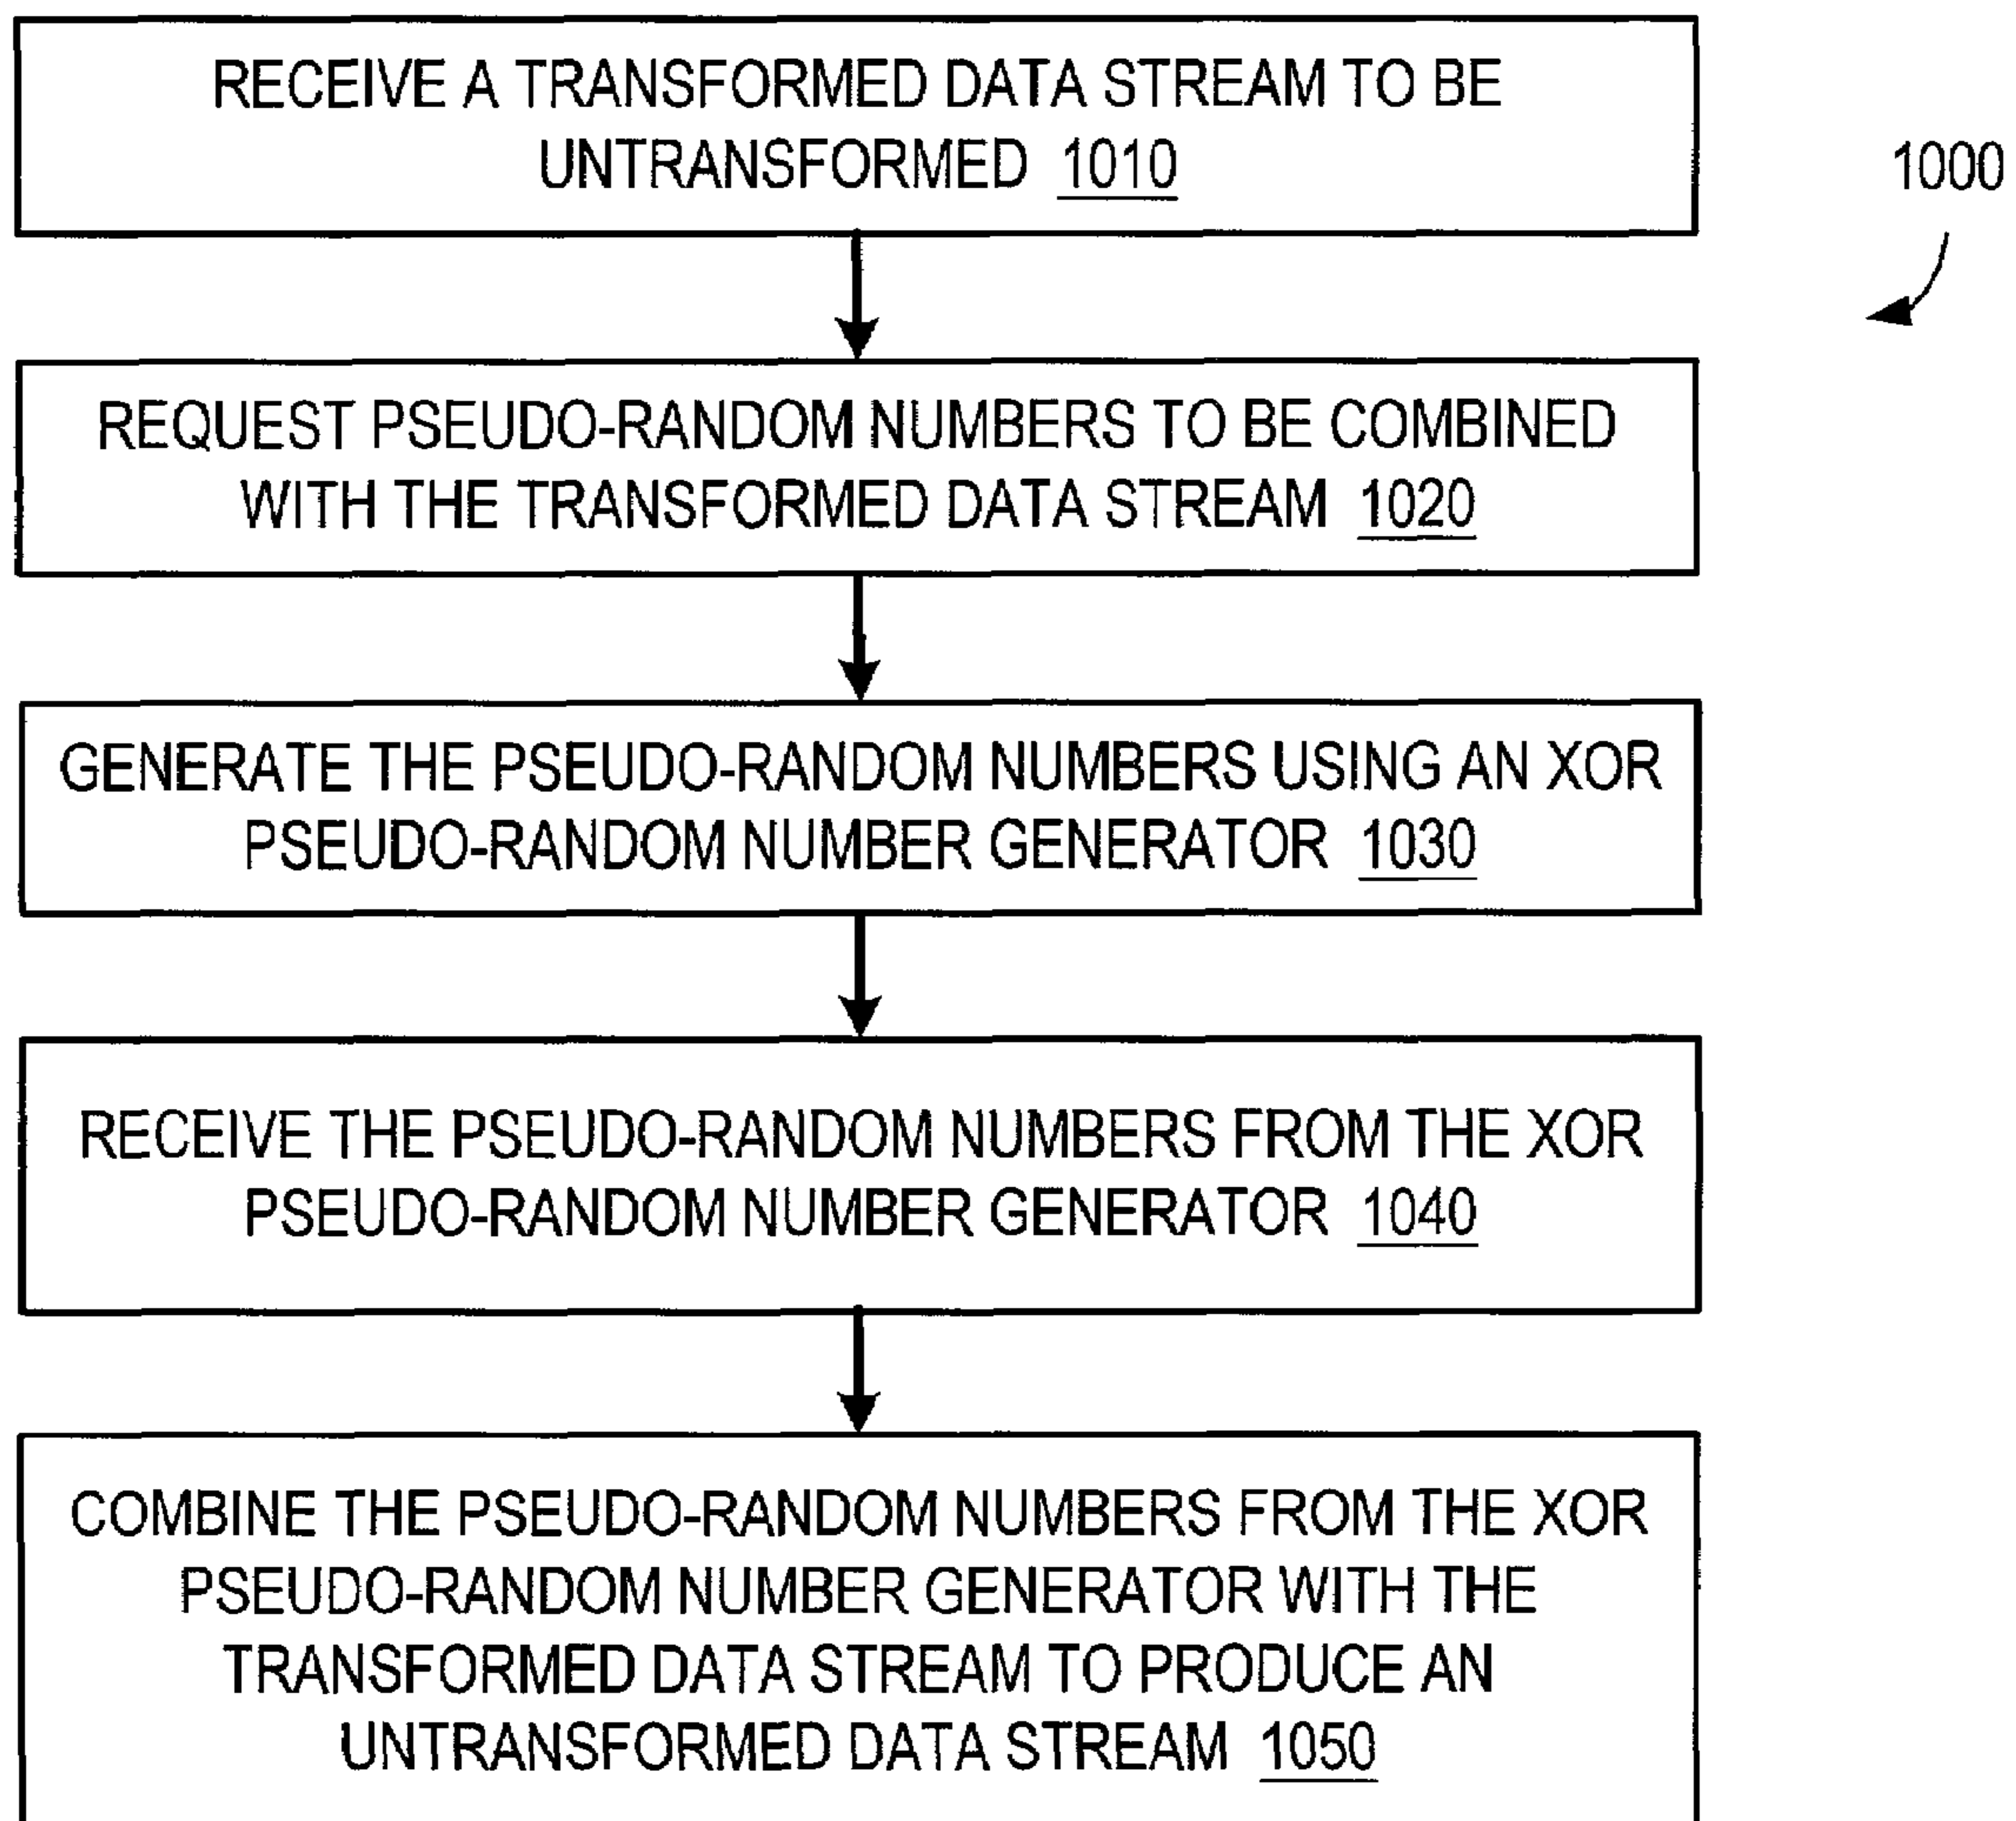 RECEIVE A TRANSFORMED DATA STREAM TO BE
UNTRANSFORMED 1010
1000
REQUEST PSEUDO-RANDOM NUMBERS TO BE COMBINED
WITH THE TRANSFORMED DATA STREAM 1020
GENERATE THE PSEUDO-RANDOM NUMBERS USING AN XOR
PSEUDO-RANDOM NUMBER GENERATOR 1030
RECEIVE THE PSEUDO-RANDOM NUMBERS FROM THE XOR
PSEUDO-RANDOM NUMBER GENERATOR 1040
COMBINE THE PSEUDO-RANDOM NUMBERS FROM THE XOR
PSEUDO-RANDOM NUMBER GENERATOR WITH THE
TRANSFORMED DATA STREAM TO PRODUCE AN
UNTRANSFORMED DATA STREAM 1050